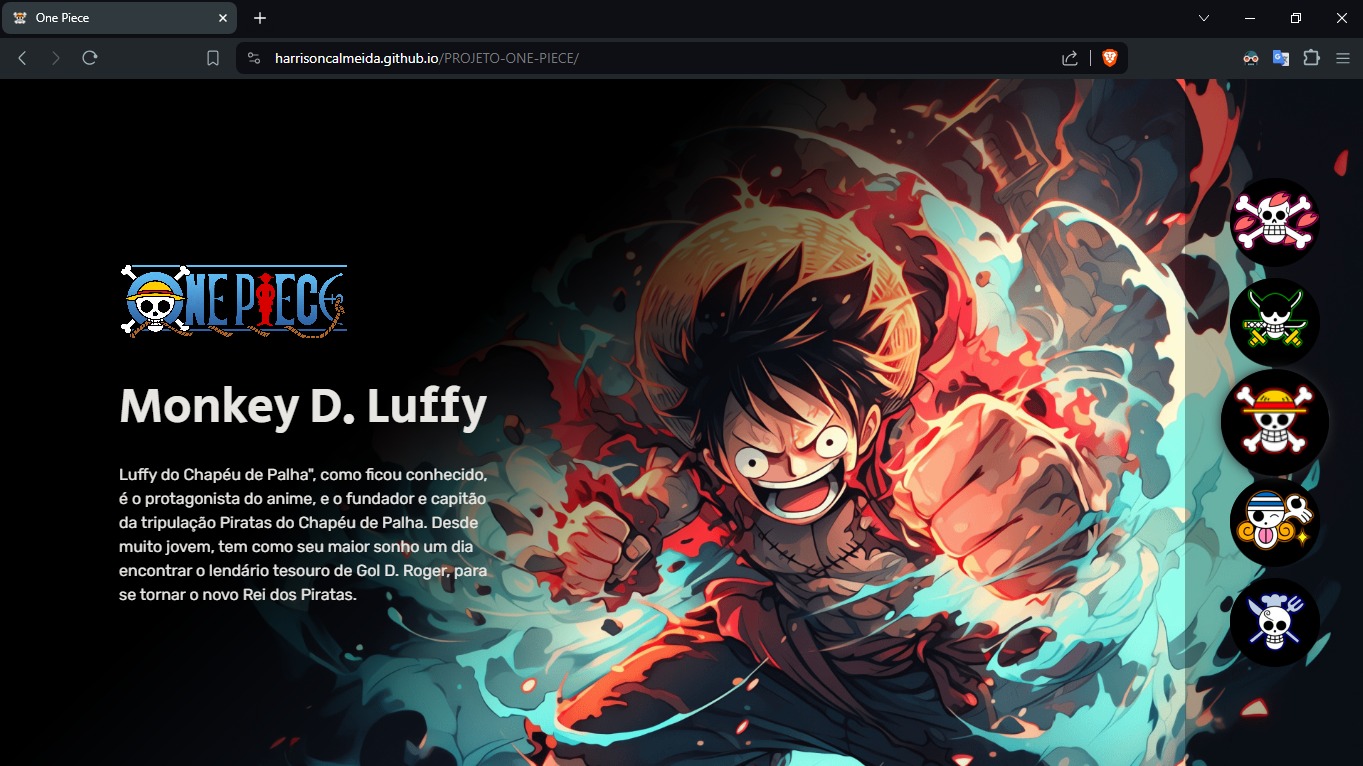 One Piece
harrisoncalmeida.github.io/PROJETO-ONE-PIECE/
ONE PIECE
Monkey D. Luffy
Luffy do Chapéu de Palha", como ficou conhecido,
é o protagonista do anime, e o fundador e capitão
da tripulação Piratas do Chapéu de Palha. Desde
muito jovem, tem como seu maior sonho um dia
encontrar o lendário tesouro de Gol D. Roger, para
se tornar o novo Rei dos Piratas.